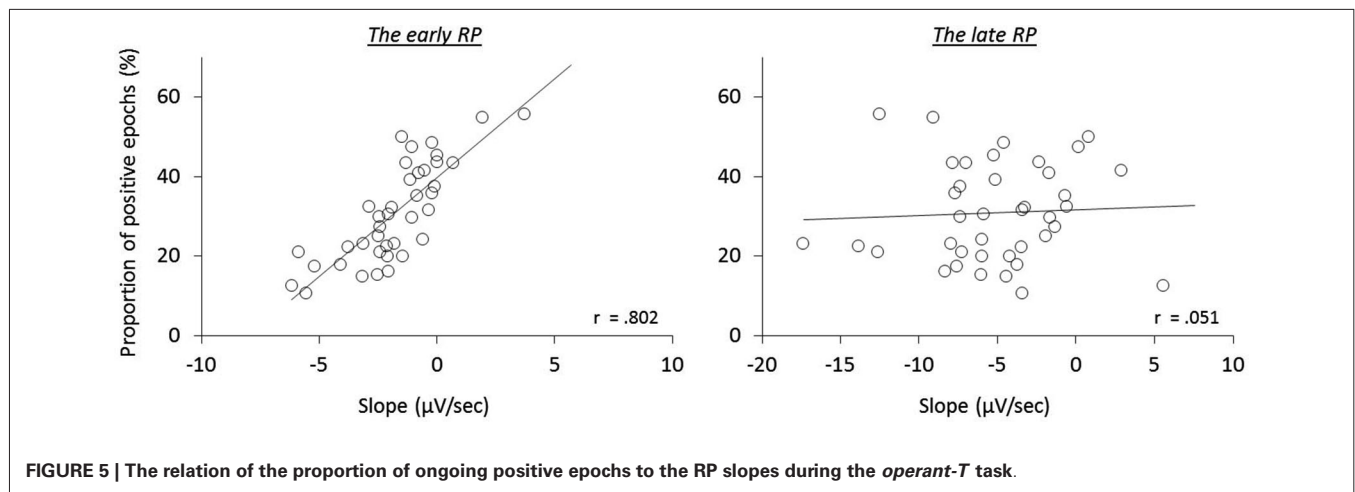 The early RP
Proportion of positive epochs (%)
60
40
20
0
r = .802
-10 -5 0 5 10
Slope (µV/sec)
The late RP
60
40
20
0
r = .051
-20 -15 -10 -5 0 5 10
Slope (µV/sec)
FIGURE 5 | The relation of the proportion of ongoing positive epochs to the RP slopes during the operant-T task.